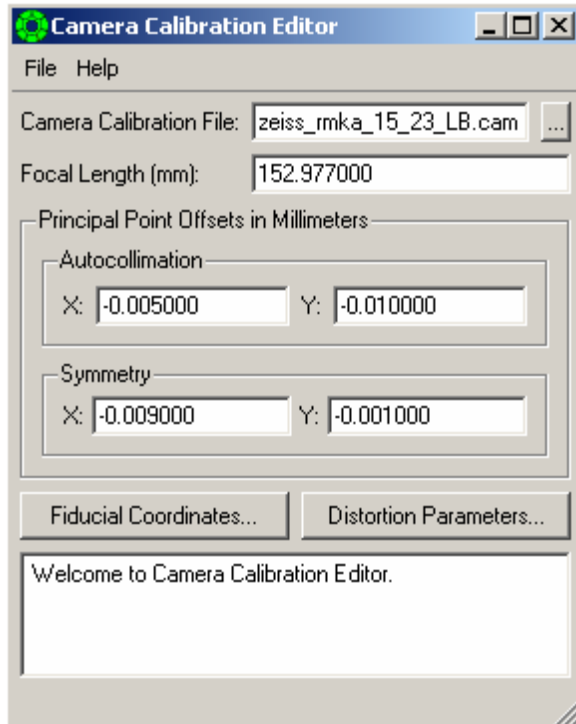 Camera Calibration Editor
File Help
Camera Calibration File: zeiss_rmka_15_23_LB.cam ...
Focal Length (mm): 152.977000
Principal Point Offsets in Millimeters
Autocollimation
X: -0.005000 Y: -0.010000
Symmetry
X: -0.009000 Y: -0.001000
Fiducial Coordinates... Distortion Parameters...
Welcome to Camera Calibration Editor.